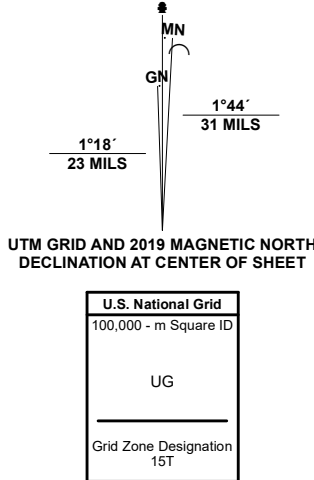 MN
GN
1°44´
31 MILS
1°18´
23 MILS
UTM GRID AND 2019 MAGNETIC NORTH
DECLINATION AT CENTER OF SHEET
U.S. National Grid
100,000 - m Square ID
UG
Grid Zone Designation
15T